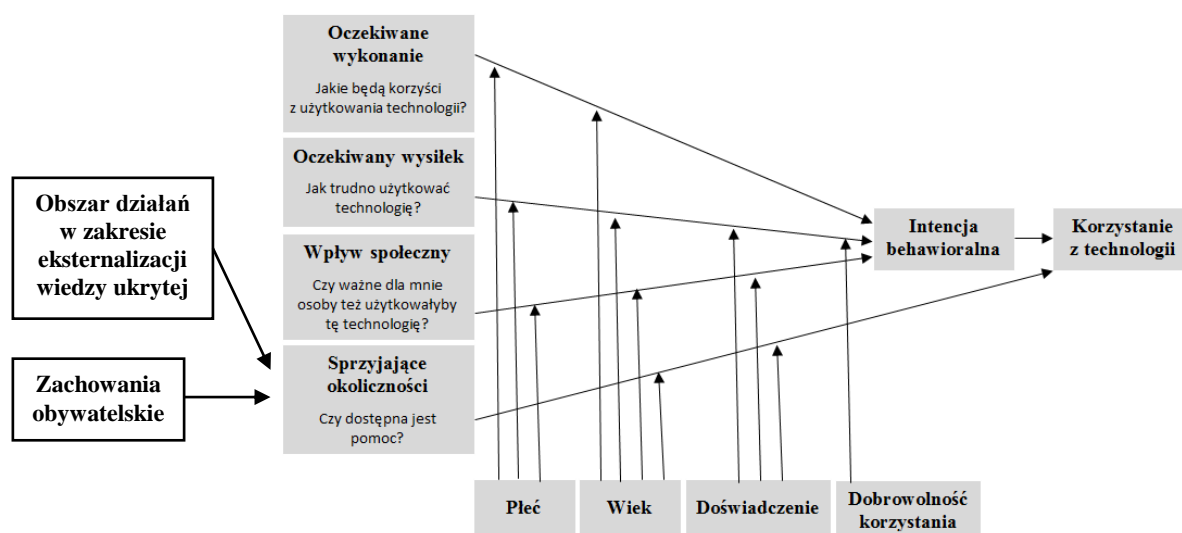 Oczekiwane
wykonanie
Jakie będą korzyści
z użytkowania technologii?
Oczekiwany wysiłek
Jak trudno użytkować
technologię?
Wpływ społeczny
Czy ważne dla mnie
osoby też użytkowałyby
tę technologię?
Sprzyjające
okoliczności
Czy dostępna jest
pomoc?
Obszar działań
w zakresie
eksternalizacji
wiedzy ukrytej
Zachowania
obywatelskie
Intencja
behawioralna
Korzystanie
z technologii
Płeć
Wiek
Doświadczenie
Dobrowolność
korzystania